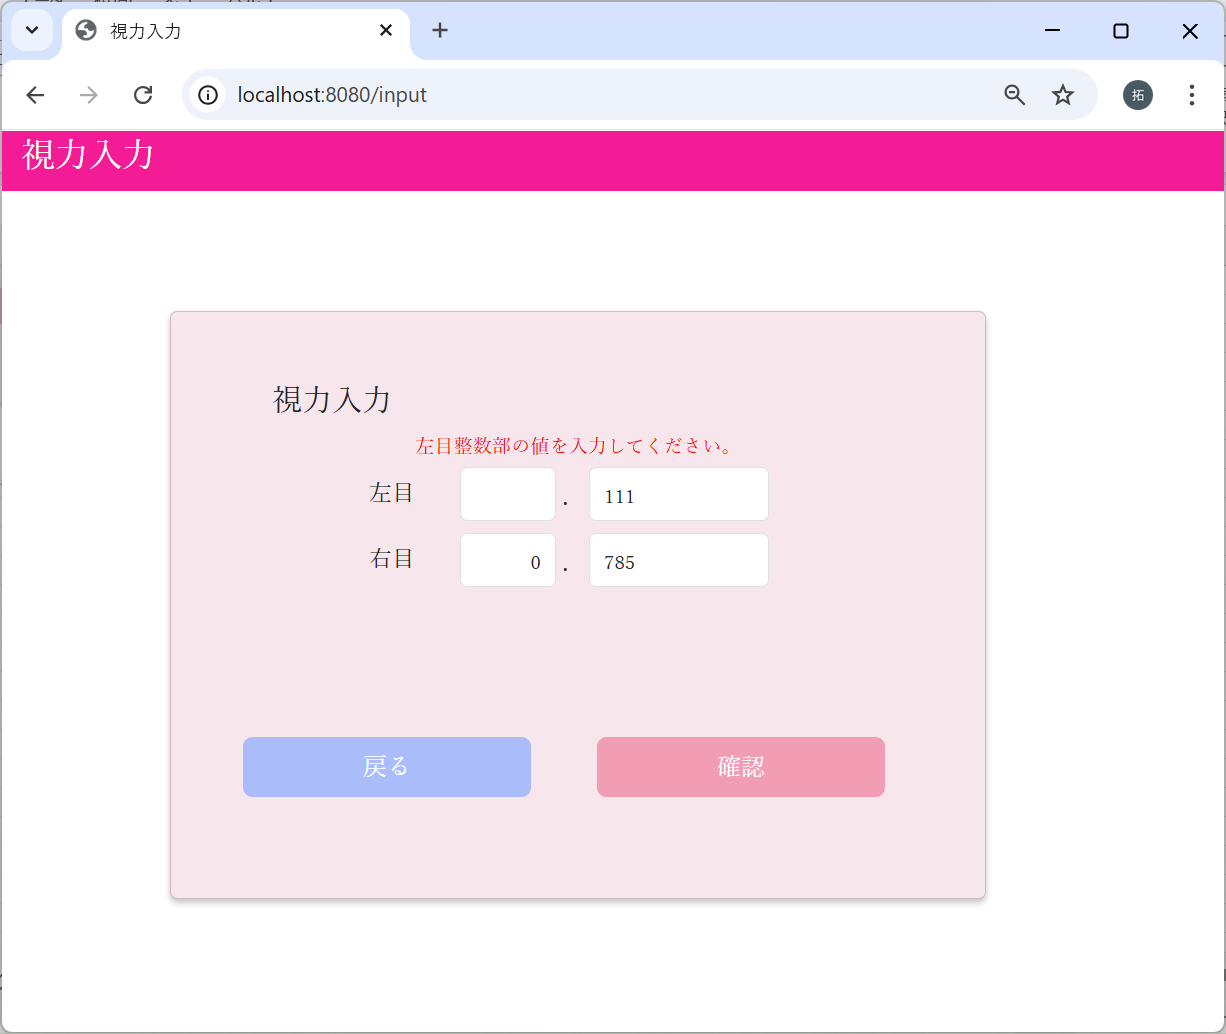 視力入力
localhost:8080/input
拓
視力入力
視力入力
左目整数部の値を入力してください。
左目 . 111
右目 0 . 785
戻る 確認